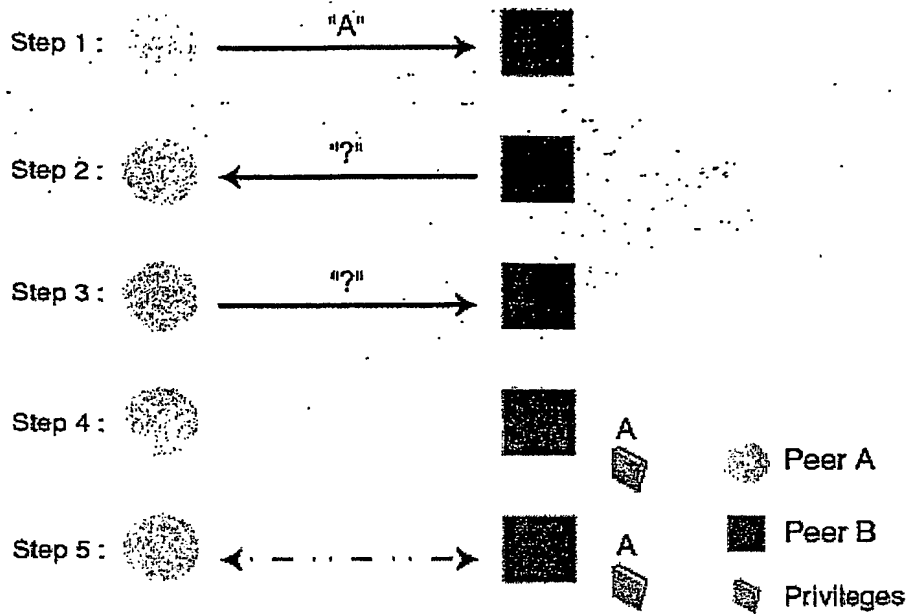 Step 1 :
"A"
Step 2 :
"?"
Step 3 :
"?"
Step 4 :
A
Peer A
Peer B
Step 5 :
A
Privileges